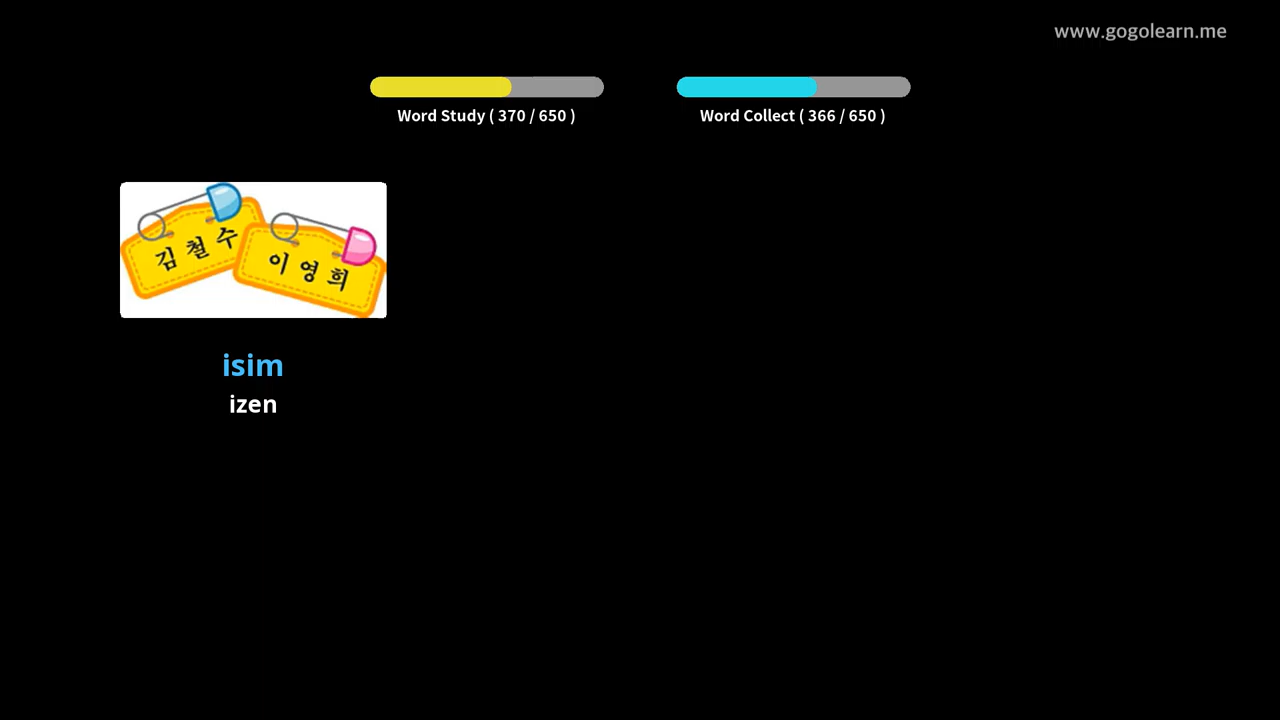 www.gogolearn.me
Word Study ( 370 / 650 )
Word Collect ( 366 / 650 )
김철수
이영희
isim
izen